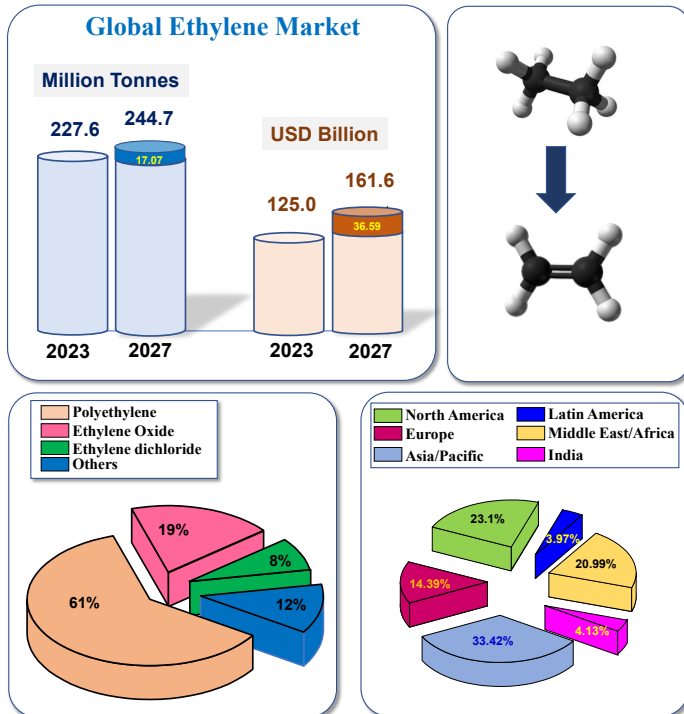 Global Ethylene Market
Million Tonnes
227.6
244.7
17.07
2023
2027
USD Billion
125.0
161.6
36.59
2023
2027
Polyethylene
Ethylene Oxide
Ethylene dichloride
Others
61%
19%
8%
12%
North America
Latin America
Europe
Middle East/Africa
Asia/Pacific
India
23.1%
3.97%
20.99%
14.39%
4.13%
33.42%